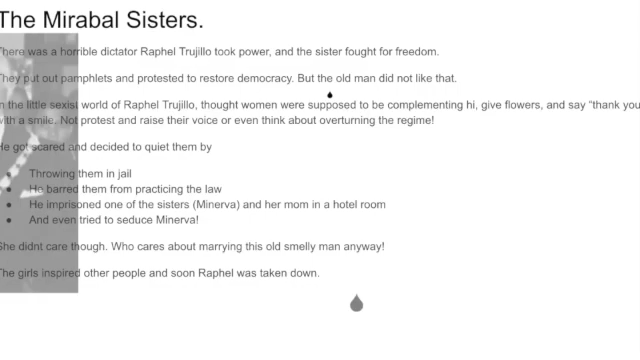 The Mirabal Sisters.
There was a horrible dictator Raphel Trujillo took power, and the sister fought for freedom.
They put out pamphlets and protested to restore democracy. But the old man did not like that.
In the little sexist world of Raphel Trujillo, thought women were supposed to be complementing hi, give flowers, and say “thank you
with a smile. Not protest and raise their voice or even think about overturning the regime!
He got scared and decided to quiet them by
● Throwing them in jail
● He barred them from practicing the law
● He imprisoned one of the sisters (Minerva) and her mom in a hotel room
● And even tried to seduce Minerva!
She didnt care though. Who cares about marrying this old smelly man anyway!
The girls inspired other people and soon Raphel was taken down.